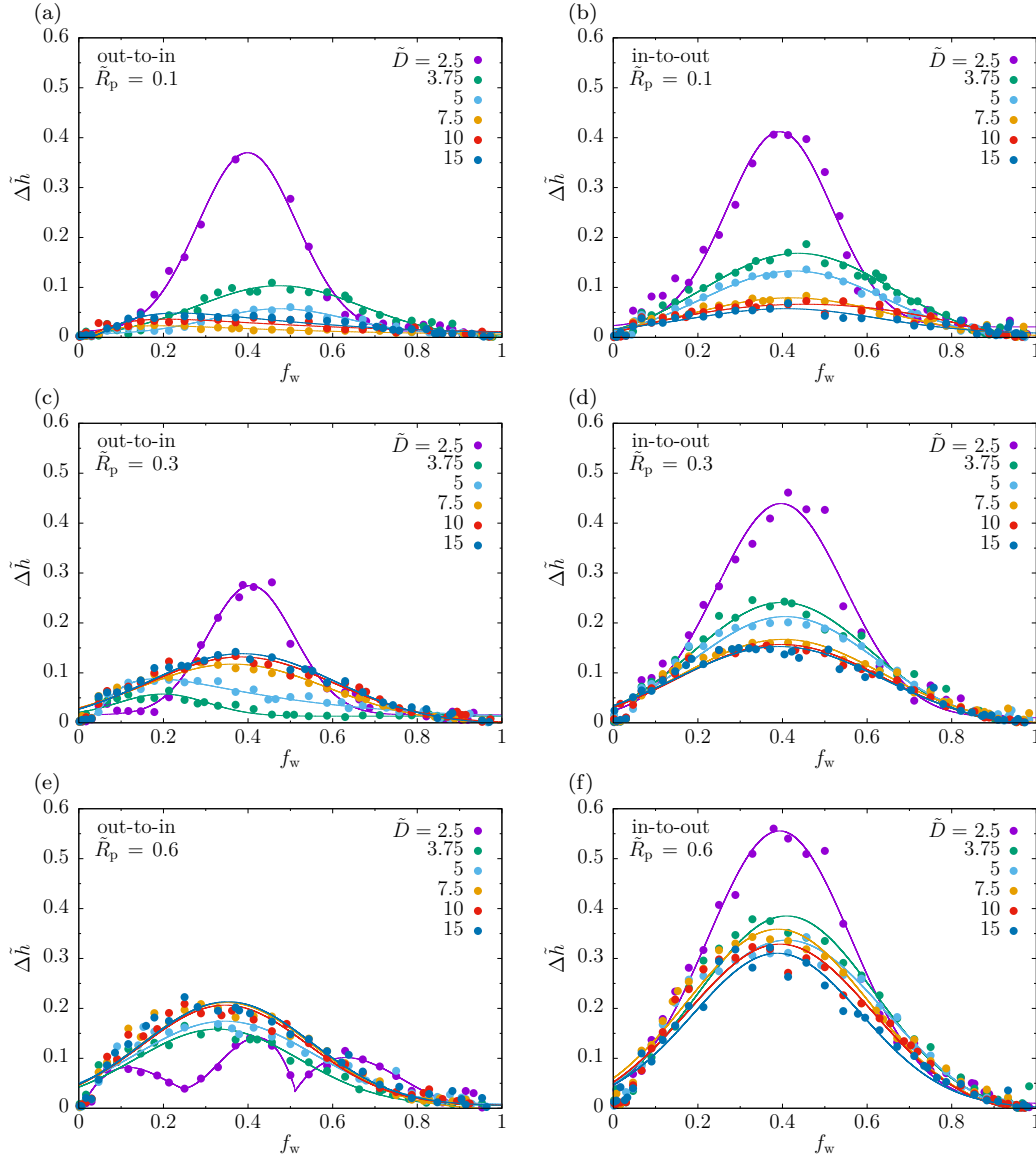 (a)
out-to-in
R̃p = 0.1
D̃ = 2.5
3.75
5
7.5
10
15
Δh̃
0.6
0.5
0.4
0.3
0.2
0.1
0
0 0.2 0.4 0.6 0.8 1
fw
(b)
in-to-out
R̃p = 0.1
D̃ = 2.5
3.75
5
7.5
10
15
Δh̃
0.6
0.5
0.4
0.3
0.2
0.1
0
0 0.2 0.4 0.6 0.8 1
fw
(c)
out-to-in
R̃p = 0.3
D̃ = 2.5
3.75
5
7.5
10
15
Δh̃
0.6
0.5
0.4
0.3
0.2
0.1
0
0 0.2 0.4 0.6 0.8 1
fw
(d)
in-to-out
R̃p = 0.3
D̃ = 2.5
3.75
5
7.5
10
15
Δh̃
0.6
0.5
0.4
0.3
0.2
0.1
0
0 0.2 0.4 0.6 0.8 1
fw
(e)
out-to-in
R̃p = 0.6
D̃ = 2.5
3.75
5
7.5
10
15
Δh̃
0.6
0.5
0.4
0.3
0.2
0.1
0
0 0.2 0.4 0.6 0.8 1
fw
(f)
in-to-out
R̃p = 0.6
D̃ = 2.5
3.75
5
7.5
10
15
Δh̃
0.6
0.5
0.4
0.3
0.2
0.1
0
0 0.2 0.4 0.6 0.8 1
fw